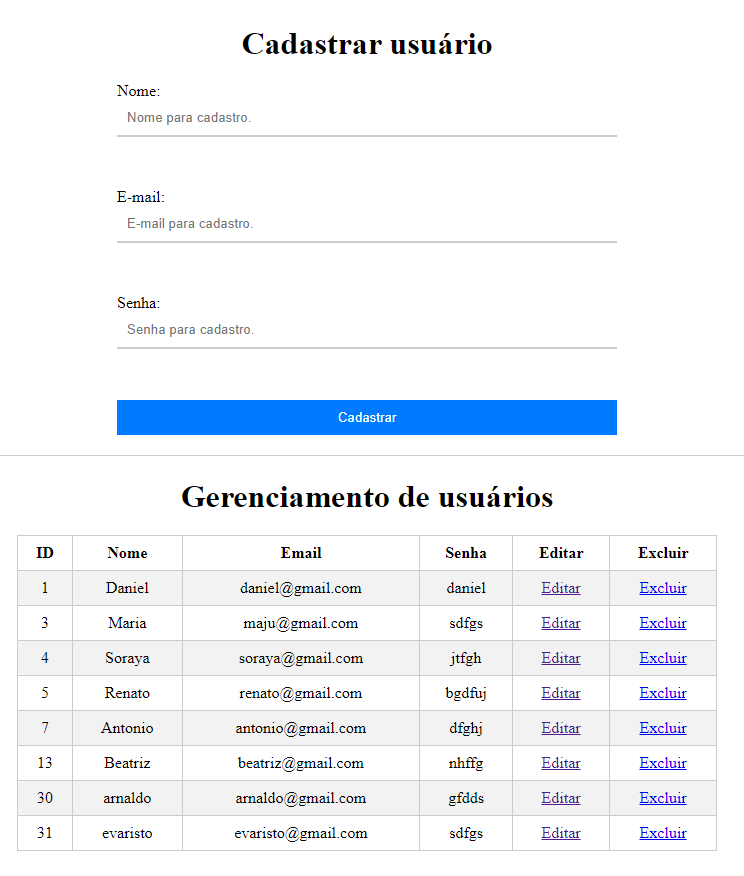 Cadastrar usuário
Nome:
Nome para cadastro.
E-mail:
E-mail para cadastro.
Senha:
Senha para cadastro.
Cadastrar
Gerenciamento de usuários
ID Nome Email Senha Editar Excluir
1 Daniel daniel@gmail.com daniel Editar Excluir
3 Maria maju@gmail.com sdfgs Editar Excluir
4 Soraya soraya@gmail.com jtfgh Editar Excluir
5 Renato renato@gmail.com bgdfuj Editar Excluir
7 Antonio antonio@gmail.com dfghj Editar Excluir
13 Beatriz beatriz@gmail.com nhffg Editar Excluir
30 arnaldo arnaldo@gmail.com gfdds Editar Excluir
31 evaristo evaristo@gmail.com sdfgs Editar Excluir